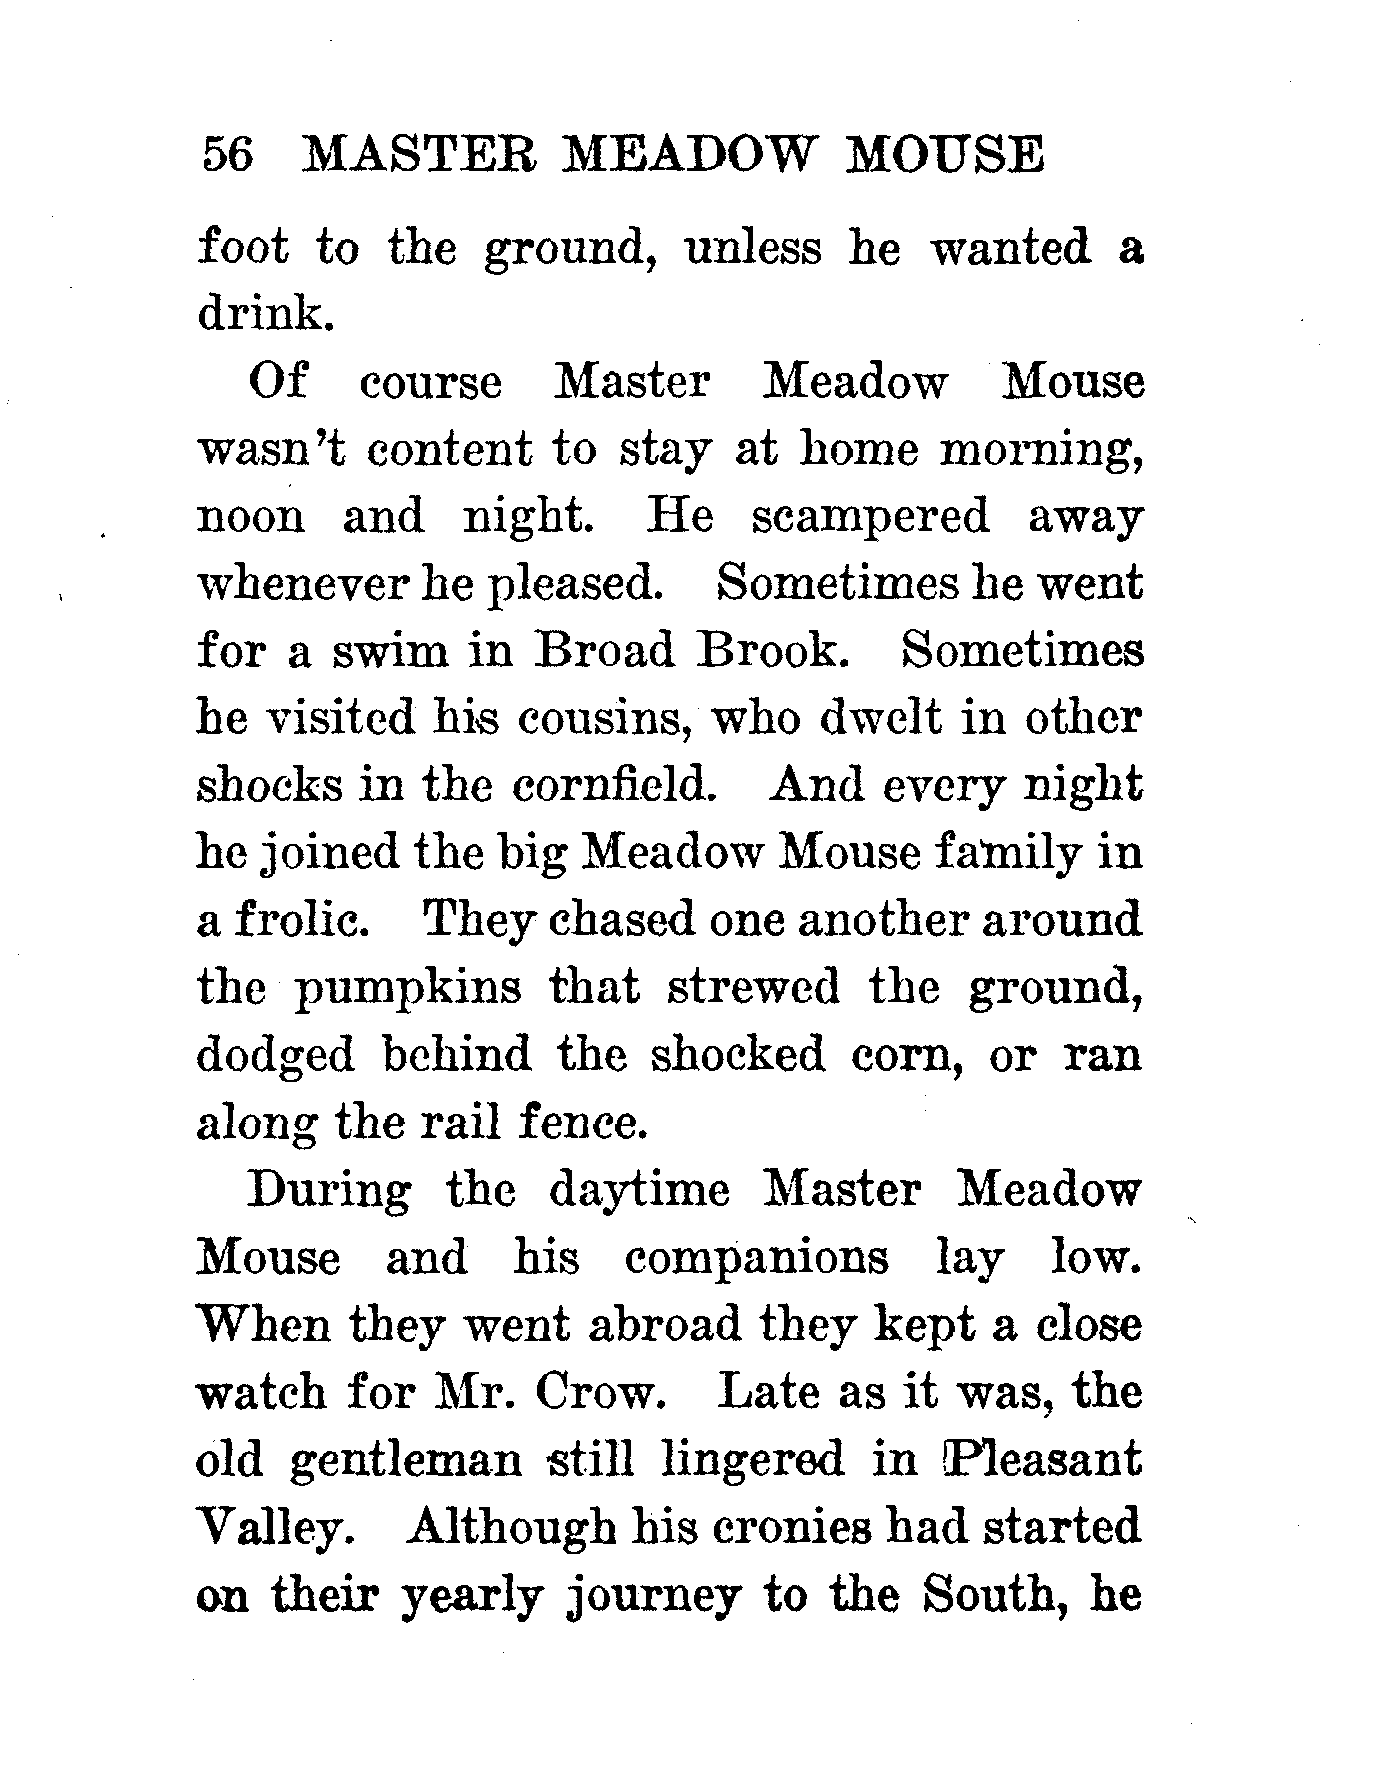 56 MASTER MEADOW MOUSE
foot to the ground, unless he wanted a
drink.
Of course Master Meadow Mouse
wasn't content to stay at home morning,
noon and night. He scampered away
whenever he pleased. Sometimes he went
for a swim in Broad Brook. Sometimes
he visited his cousins, who dwelt in other
shocks in the cornfield. And every night
he joined the big Meadow Mouse family in
a frolic. They chased one another around
the pumpkins that strewed the ground,
dodged behind the shocked corn, or ran
along the rail fence.
During the daytime Master Meadow
Mouse and his companions lay low.
When they went abroad they kept a close
watch for Mr. Crow. Late as it was, the
old gentleman still lingered in Pleasant
Valley. Although his cronies had started
on their yearly journey to the South, he